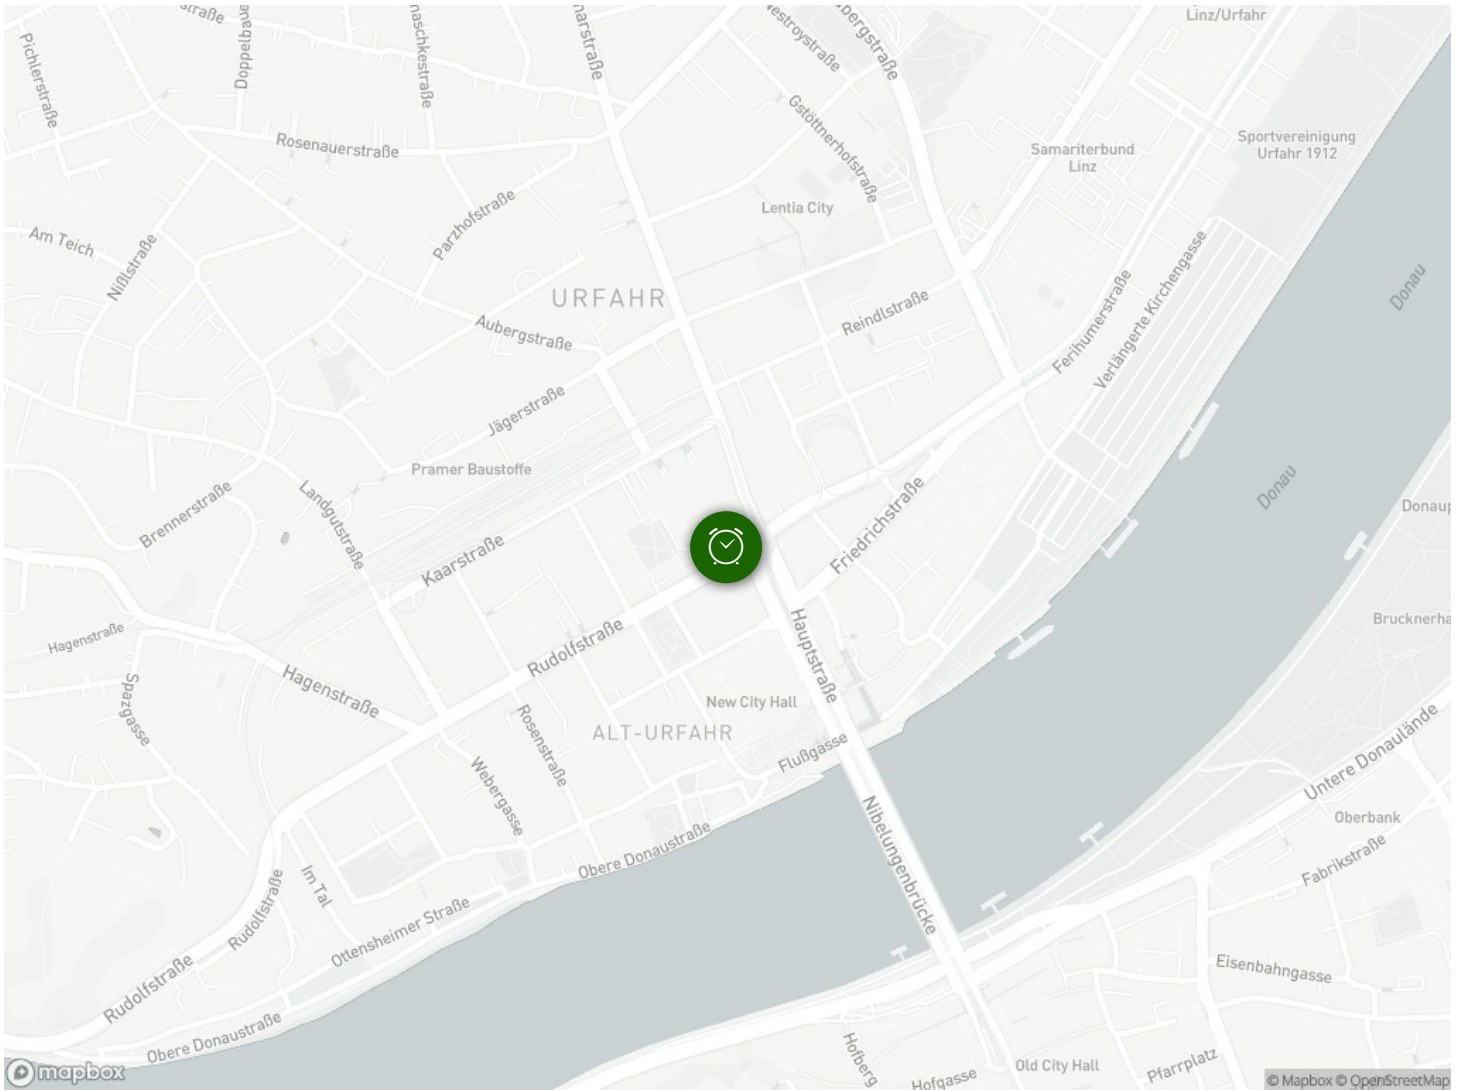 Linz/Urfahr
Pichlerstraße
Rosenauerstraße
Gstöttnerhofstraße
Samariterbund
Linz
Sportvereinigung
Urfahr 1912
Lentia City
Am Teich
Nißlstraße
Parzhofstraße
URFAHR
Aubergstraße
Reindlstraße
Ferihumerstraße
Verlängerte Kirchengasse
Donau
Jägerstraße
Pramer Baustoffe
Brennerstraße
Landgutstraße
Kaarstraße
Friedrichstraße
Donau
Hagenstraße
Hagenstraße
Spazgasse
Rudolfstraße
Hauptstraße
New City Hall
ALT-URFAHR
Rosenstraße
Webergasse
Flußgasse
Untere Donaulände
Nibelungenbrücke
Oberbank
Fabrikstraße
Obere Donaustraße
Im Tal
Rudolfstraße
Ottensheimer Straße
Rudolfstraße
Eisenbahngasse
Obere Donaustraße
Hofberg
Old City Hall
Hofgasse
Pfarrplatz
mapbox
© Mapbox © OpenStreetMap